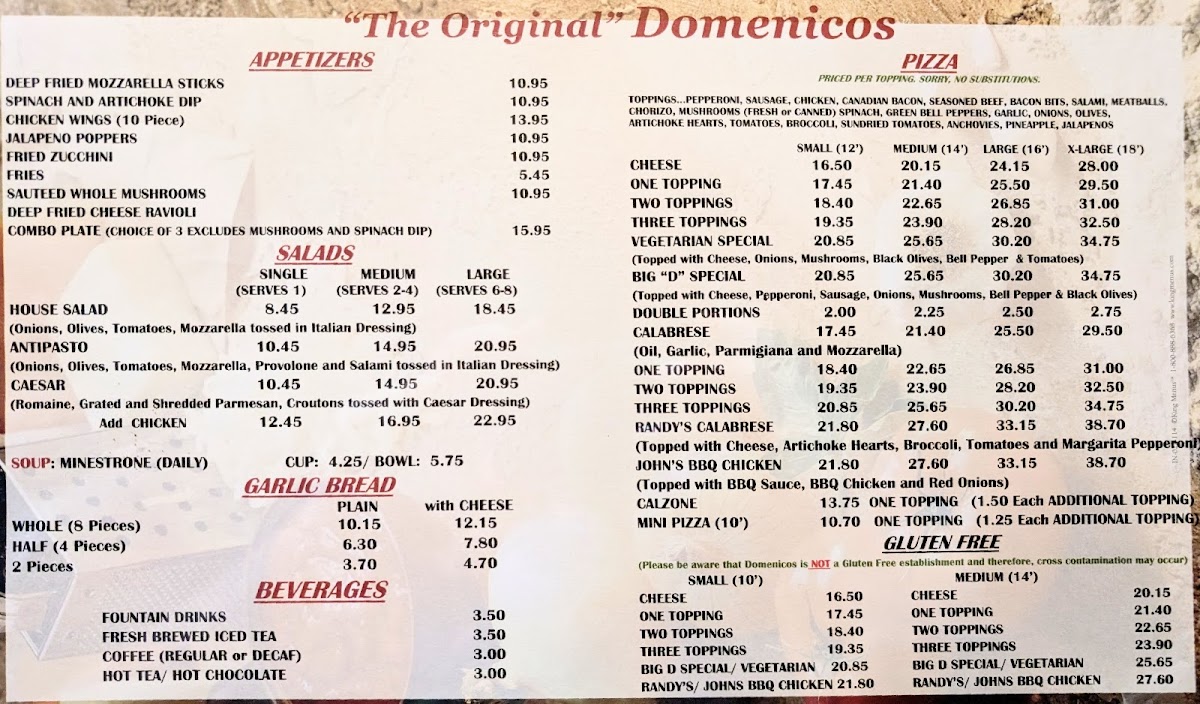 "The Original" Domenicos
APPETIZERS
DEEP FRIED MOZZARELLA STICKS 10.95
SPINACH AND ARTICHOKE DIP 10.95
CHICKEN WINGS (10 Piece) 13.95
JALAPENO POPPERS 10.95
FRIED ZUCCHINI 10.95
FRIES 5.45
SAUTEED WHOLE MUSHROOMS 10.95
DEEP FRIED CHEESE RAVIOLI
COMBO PLATE (CHOICE OF 3 EXCLUDES MUSHROOMS AND SPINACH DIP) 15.95
SALADS
SINGLE MEDIUM LARGE
(SERVES 1) (SERVES 2-4) (SERVES 6-8)
HOUSE SALAD 8.45 12.95 18.45
(Onions, Olives, Tomatoes, Mozzarella tossed in Italian Dressing)
ANTIPASTO 10.45 14.95 20.95
(Onions, Olives, Tomatoes, Mozzarella, Provolone and Salami tossed in Italian Dressing)
CAESAR 10.45 14.95 20.95
(Romaine, Grated and Shredded Parmesan, Croutons tossed with Caesar Dressing)
Add CHICKEN 12.45 16.95 22.95
SOUP: MINESTRONE (DAILY) CUP: 4.25/ BOWL: 5.75
GARLIC BREAD
PLAIN with CHEESE
WHOLE (8 Pieces) 10.15 12.15
HALF (4 Pieces) 6.30 7.80
2 Pieces 3.70 4.70
BEVERAGES
FOUNTAIN DRINKS 3.50
FRESH BREWED ICED TEA 3.50
COFFEE (REGULAR or DECAF) 3.00
HOT TEA/ HOT CHOCOLATE 3.00
PIZZA
PRICED PER TOPPING. SORRY, NO SUBSTITUTIONS.
TOPPINGS...PEPPERONI, SAUSAGE, CHICKEN, CANADIAN BACON, SEASONED BEEF, BACON BITS, SALAMI, MEATBALLS,
CHORIZO, MUSHROOMS (FRESH or CANNED) SPINACH, GREEN BELL PEPPERS, GARLIC, ONIONS, OLIVES,
ARTICHOKE HEARTS, TOMATOES, BROCCOLI, SUNDRIED TOMATOES, ANCHOVIES, PINEAPPLE, JALAPENOS
SMALL (12') MEDIUM (14') LARGE (16') X-LARGE (18')
CHEESE 16.50 20.15 24.15 28.00
ONE TOPPING 17.45 21.40 25.50 29.50
TWO TOPPINGS 18.40 22.65 26.85 31.00
THREE TOPPINGS 19.35 23.90 28.20 32.50
VEGETARIAN SPECIAL 20.85 25.65 30.20 34.75
(Topped with Cheese, Onions, Mushrooms, Black Olives, Bell Pepper & Tomatoes)
BIG "D" SPECIAL 20.85 25.65 30.20 34.75
(Topped with Cheese, Pepperoni, Sausage, Onions, Mushrooms, Bell Pepper & Black Olives)
DOUBLE PORTIONS 2.00 2.25 2.50 2.75
CALABRESE 17.45 21.40 25.50 29.50
(Oil, Garlic, Parmigiana and Mozzarella)
ONE TOPPING 18.40 22.65 26.85 31.00
TWO TOPPINGS 19.35 23.90 28.20 32.50
THREE TOPPINGS 20.85 25.65 30.20 34.75
RANDY'S CALABRESE 21.80 27.60 33.15 38.70
(Topped with Cheese, Artichoke Hearts, Broccoli, Tomatoes and Margarita Pepperoni
JOHN'S BBQ CHICKEN 21.80 27.60 33.15 38.70
(Topped with BBQ Sauce, BBQ Chicken and Red Onions)
CALZONE 13.75 ONE TOPPING (1.50 Each ADDITIONAL TOPPING)
MINI PIZZA (10') 10.70 ONE TOPPING (1.25 Each ADDITIONAL TOPPING
GLUTEN FREE
(Please be aware that Domenicos is NOT a Gluten Free establishment and therefore, cross contamination may occur)
SMALL (10')
CHEESE 16.50
ONE TOPPING 17.45
TWO TOPPINGS 18.40
THREE TOPPINGS 19.35
BIG D SPECIAL/ VEGETARIAN 20.85
RANDY'S/ JOHNS BBQ CHICKEN 21.80
MEDIUM (14')
CHEESE 20.15
ONE TOPPING 21.40
TWO TOPPINGS 22.65
THREE TOPPINGS 23.90
BIG D SPECIAL/ VEGETARIAN 25.65
RANDY'S/ JOHNS BBQ CHICKEN 27.60